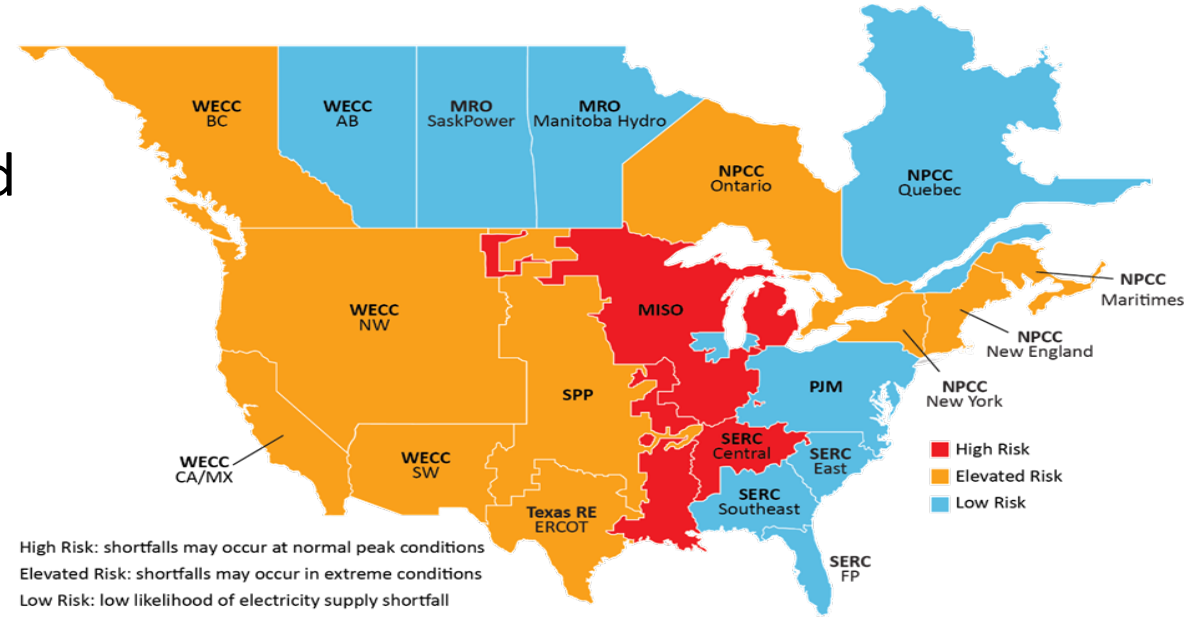 d
WECC
BC
WECC
AB
MRO
SaskPower
MRO
Manitoba Hydro
NPCC
Ontario
NPCC
Quebec
NPCC
Maritimes
WECC
NW
MISO
NPCC
New England
SPP
PJM
NPCC
New York
WECC
CA/MX
WECC
SW
SERC
Central
SERC
East
SERC
Southeast
Texas RE
ERCOT
SERC
FP
High Risk
Elevated Risk
Low Risk
High Risk: shortfalls may occur at normal peak conditions
Elevated Risk: shortfalls may occur in extreme conditions
Low Risk: low likelihood of electricity supply shortfall